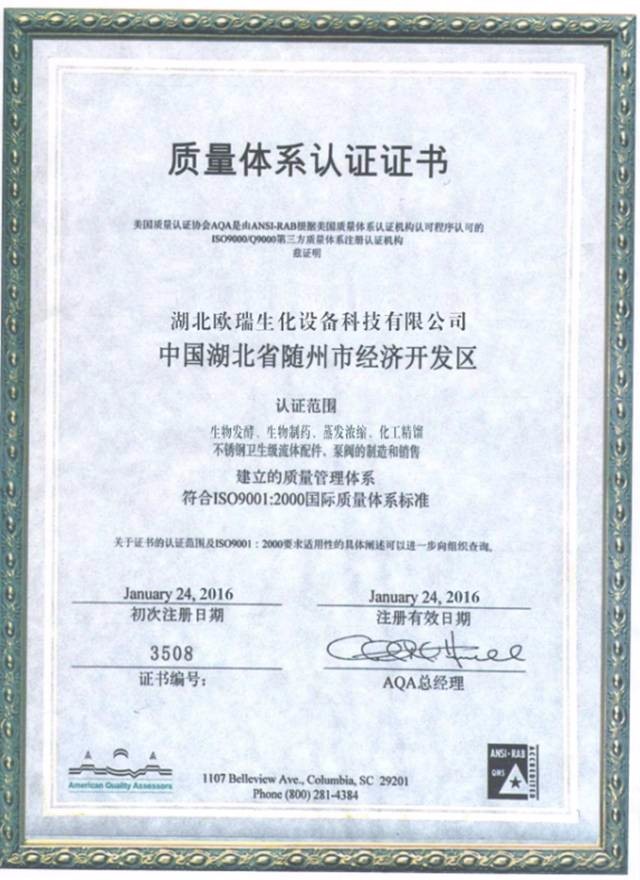 质量体系认证证书
美国质量认证协会AQA是由ANSI-RAB根据美国质量体系认证机构认可程序认可的
ISO9000/Q9000第三方质量体系注册认证机构
兹证明
湖北欧瑞生化设备科技有限公司
中国湖北省随州市经济开发区
认证范围
生物发酵、生物制药、蒸发浓缩、化工精馏
不锈钢卫生级流体配件、泵阀的制造和销售
建立的质量管理体系
符合ISO9001:2000国际质量体系标准
关于证书的认证范围及ISO9001:2000要求适用性的具体阐述可以进一步向组织查询。
January 24, 2016
January 24, 2016
初次注册日期
注册有效日期
3508
证书编号:
AQA总经理
American Quality Assessors
1107 Belleview Ave., Columbia, SC 29201
Phone (800) 281-4384
ANSI-RAB
QMS
ACCREDITED